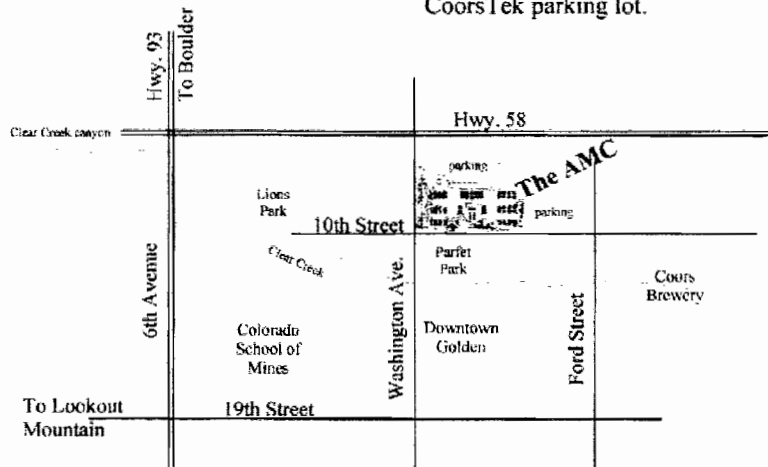 CoorsTek parking lot.
Hwy. 93
To Boulder
Hwy. 58
Clear Creek canyon
parking
The AMC
Lions
Park
parking
10th Street
Clear Creek
Parfet
Park
6th Avenue
Washington Ave.
Coors
Brewery
Colorado
School of
Mines
Downtown
Golden
Ford Street
To Lookout
Mountain
19th Street